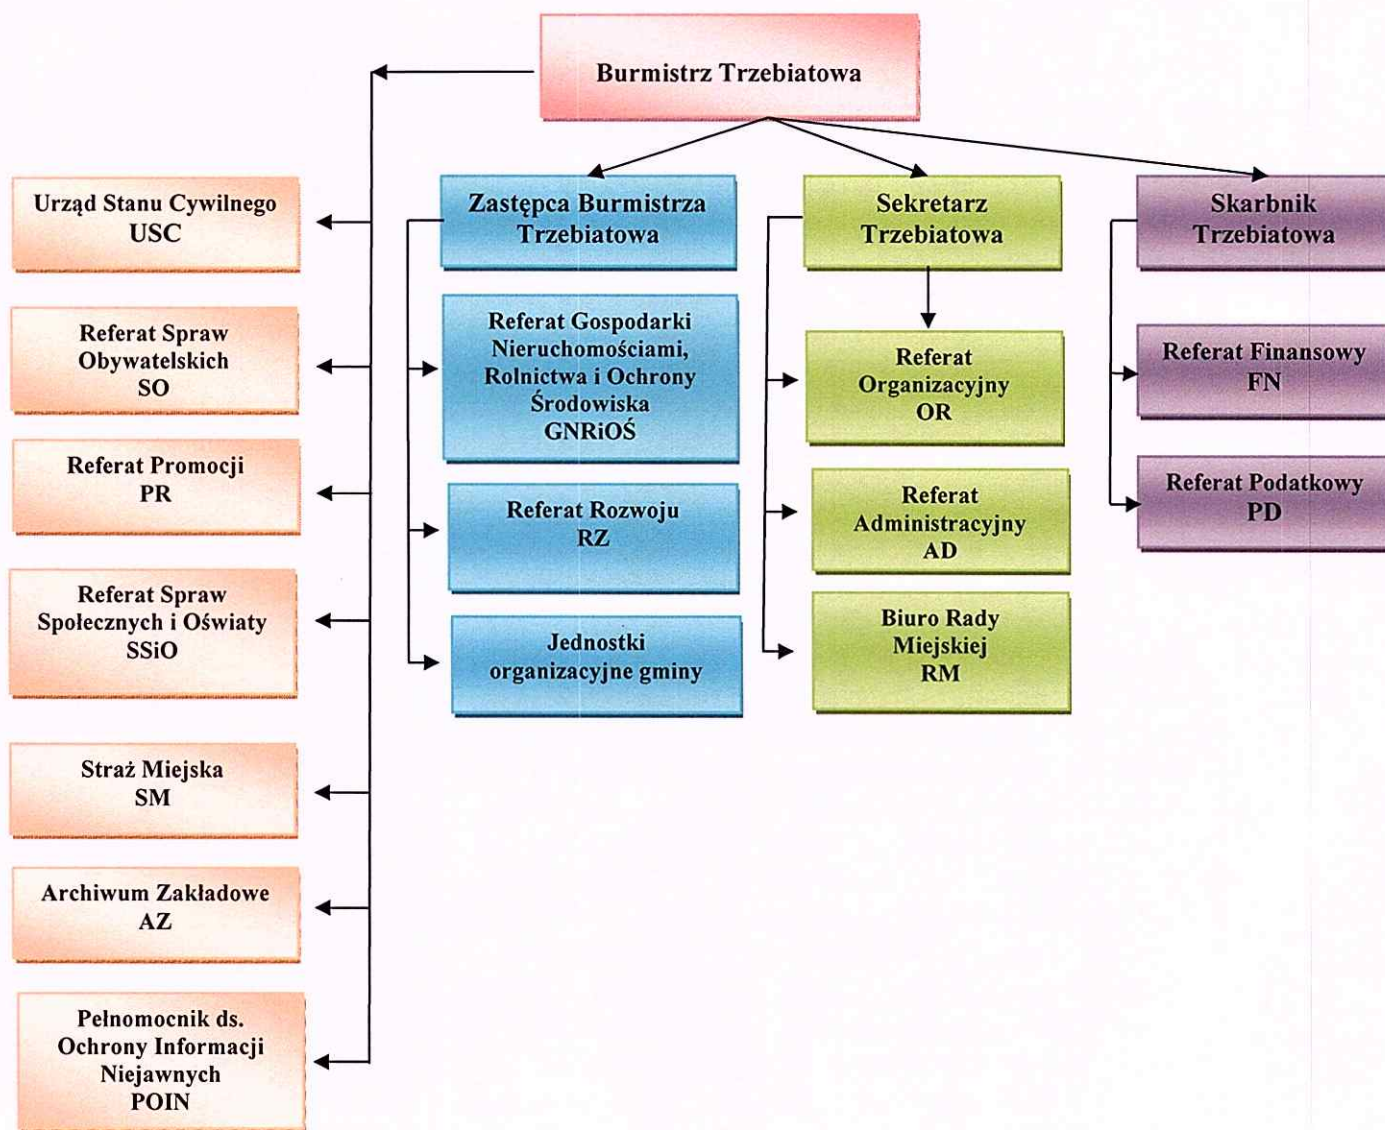 Burmistrz Trzebiatowa
Urząd Stanu Cywilnego
USC
Referat Spraw
Obywatelskich
SO
Referat Promocji
PR
Referat Spraw
Społecznych i Oświaty
SSiO
Straż Miejska
SM
Archiwum Zakładowe
AZ
Pełnomocnik ds.
Ochrony Informacji
Niejawnych
POIN
Zastępca Burmistrza
Trzebiatowa
Referat Gospodarki
Nieruchomościami,
Rolnictwa i Ochrony
Środowiska
GNRiOŚ
Referat Rozwoju
RZ
Jednostki
organizacyjne gminy
Sekretarz
Trzebiatowa
Referat
Organizacyjny
OR
Referat
Administracyjny
AD
Biuro Rady
Miejskiej
RM
Skarbnik
Trzebiatowa
Referat Finansowy
FN
Referat Podatkowy
PD